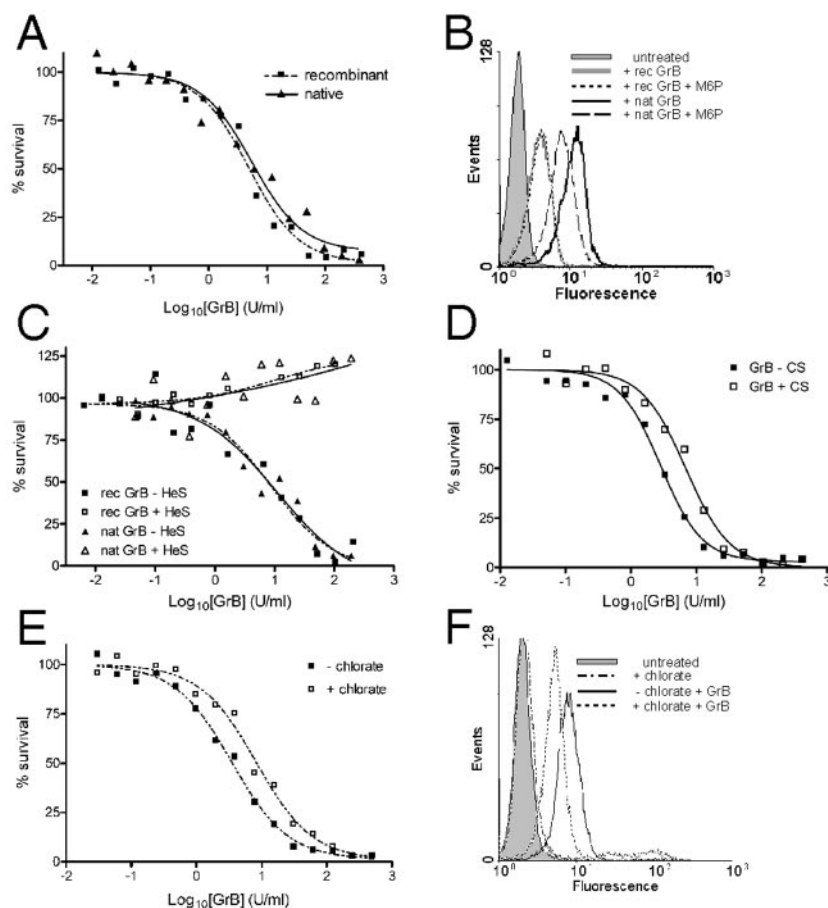 A
% survival
100
75
50
25
0
-2 -1 0 1 2 3
Log10[GrB] (U/ml)
recombinant
native
B
Events
128
0
10^0 10^1 10^2 10^3
Fluorescence
untreated
+ rec GrB
+ rec GrB + M6P
+ nat GrB
+ nat GrB + M6P
C
% survival
125
100
75
50
25
0
-2 -1 0 1 2 3
Log10[GrB] (U/ml)
rec GrB - HeS
rec GrB + HeS
nat GrB - HeS
nat GrB + HeS
D
% survival
100
75
50
25
0
-2 -1 0 1 2 3
Log10[GrB] (U/ml)
GrB - CS
GrB + CS
E
% survival
100
75
50
25
0
-2 -1 0 1 2 3
Log10[GrB] (U/ml)
- chlorate
+ chlorate
F
Events
128
0
10^0 10^1 10^2 10^3
Fluorescence
untreated
+ chlorate
- chlorate + GrB
+ chlorate + GrB